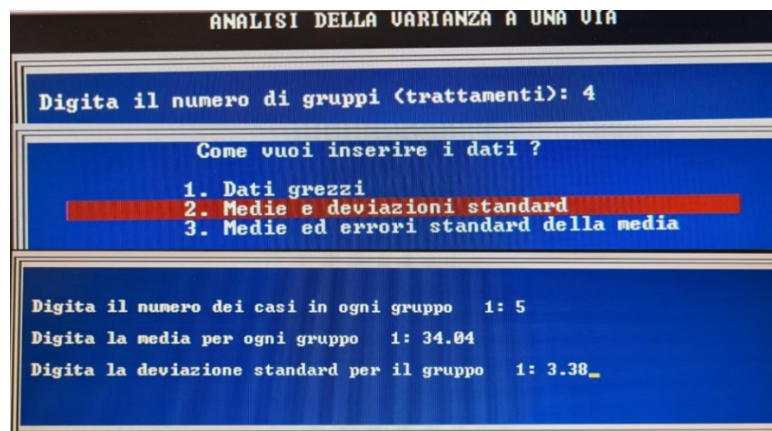 ANALISI DELLA VARIANZA A UNA VIA
Digita il numero di gruppi (trattamenti): 4
Come vuoi inserire i dati ?
1. Dati grezzi
2. Medie e deviazioni standard
3. Medie ed errori standard della media
Digita il numero dei casi in ogni gruppo 1: 5
Digita la media per ogni gruppo 1: 34.04
Digita la deviazione standard per il gruppo 1: 3.38_